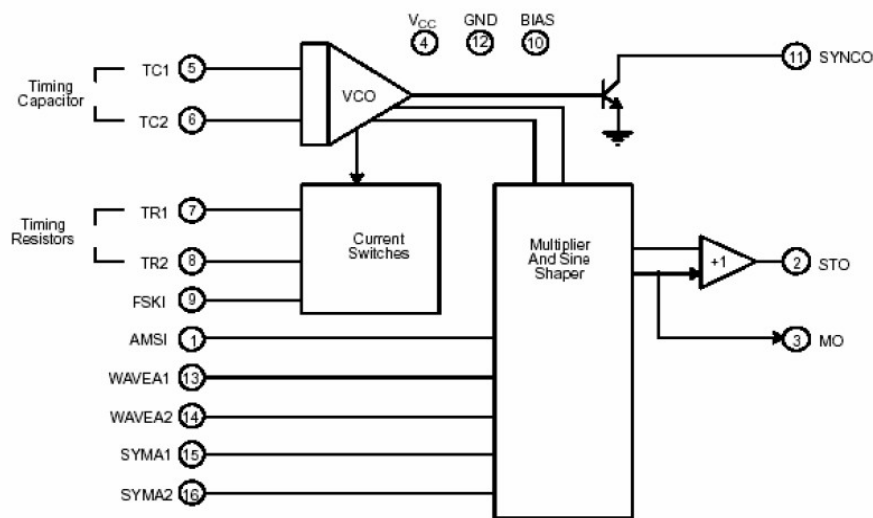 V_CC GND BIAS
4 12 10
Timing
Capacitor
TC1 5
TC2 6
VCO
11 SYNCO
Timing
Resistors
TR1 7
TR2 8
FSKI 9
AMSI 1
WAVEA1 13
WAVEA2 14
SYMA1 15
SYMA2 16
Current
Switches
Multiplier
And Sine
Shaper
+1
2 STO
3 MO